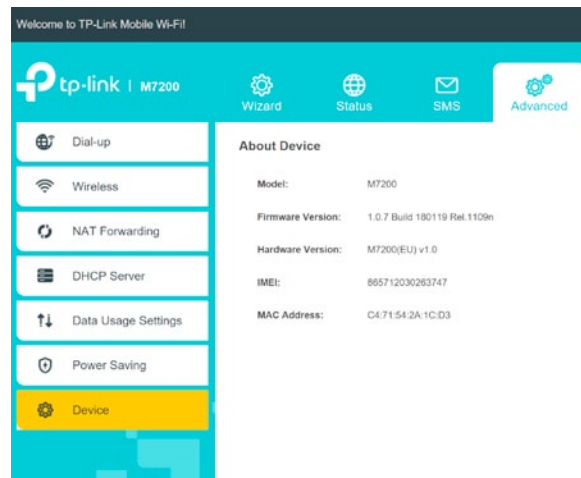 Welcome to TP-Link Mobile Wi-Fi!
tp-link | M7200
Wizard
Status
SMS
Advanced
Dial-up
Wireless
NAT Forwarding
DHCP Server
Data Usage Settings
Power Saving
Device
About Device
Model: M7200
Firmware Version: 1.0.7 Build 180119 Rel.1109n
Hardware Version: M7200(EU) v1.0
IMEI: 865712030263747
MAC Address: C4:71:54:2A:1C:D3